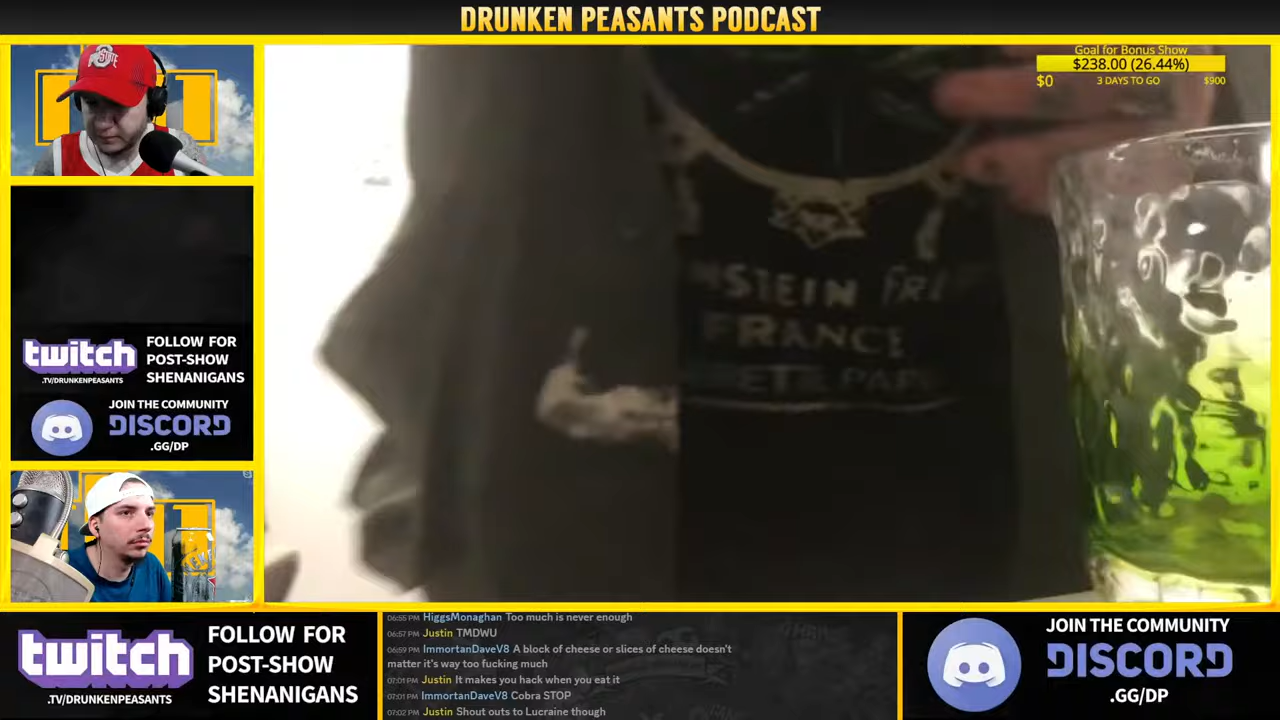 DRUNKEN PEASANTS PODCAST
Goal for Bonus Show
$238.00 (26.44%)
$0
3 DAYS TO GO
$900
STATE
twitch
.TV/DRUNKENPEASANTS
FOLLOW FOR
POST-SHOW
SHENANIGANS
JOIN THE COMMUNITY
DISCORD
.GG/DP
FRANCE
twitch
.TV/DRUNKENPEASANTS
FOLLOW FOR
POST-SHOW
SHENANIGANS
06:55 PM HiggsMonaghan Too much is never enough
06:57 PM Justin TMDWU
06:59 PM ImmortanDaveV8 A block of cheese or slices of cheese doesn't
matter it's way too fucking much
07:01 PM Justin It makes you hack when you eat it
07:01 PM ImmortanDaveV8 Cobra STOP
07:02 PM Justin Shout outs to Lucraine though
JOIN THE COMMUNITY
DISCORD
.GG/DP